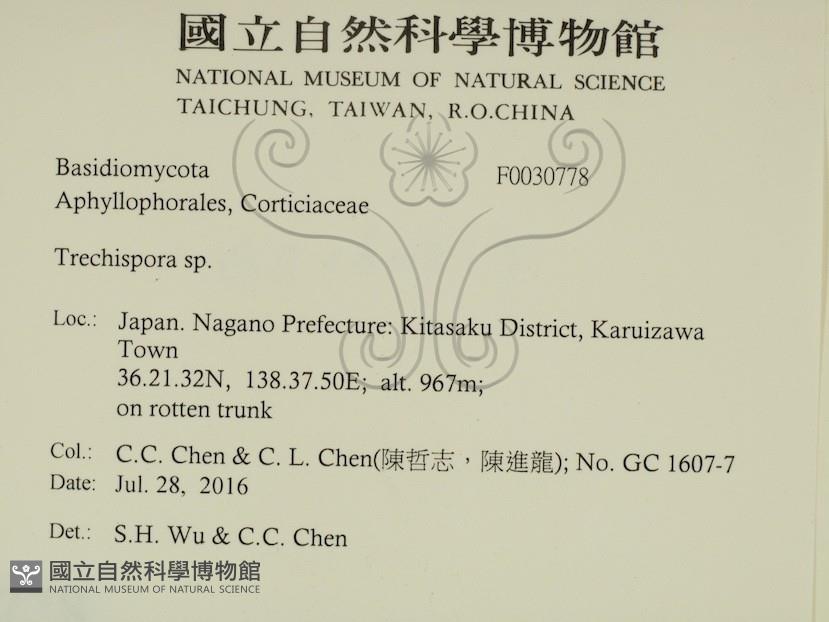 國立自然科學博物館
NATIONAL MUSEUM OF NATURAL SCIENCE
TAICHUNG, TAIWAN, R.O.CHINA
Basidiomycota F0030778
Aphyllophorales, Corticiaceae
Trechispora sp.
Loc.: Japan. Nagano Prefecture: Kitasaku District, Karuizawa
Town
36.21.32N, 138.37.50E; alt. 967m;
on rotten trunk
Col.: C.C. Chen & C. L. Chen(陳哲志，陳進龍); No. GC 1607-7
Date: Jul. 28, 2016
Det.: S.H. Wu & C.C. Chen
國立自然科學博物館
NATIONAL MUSEUM OF NATURAL SCIENCE